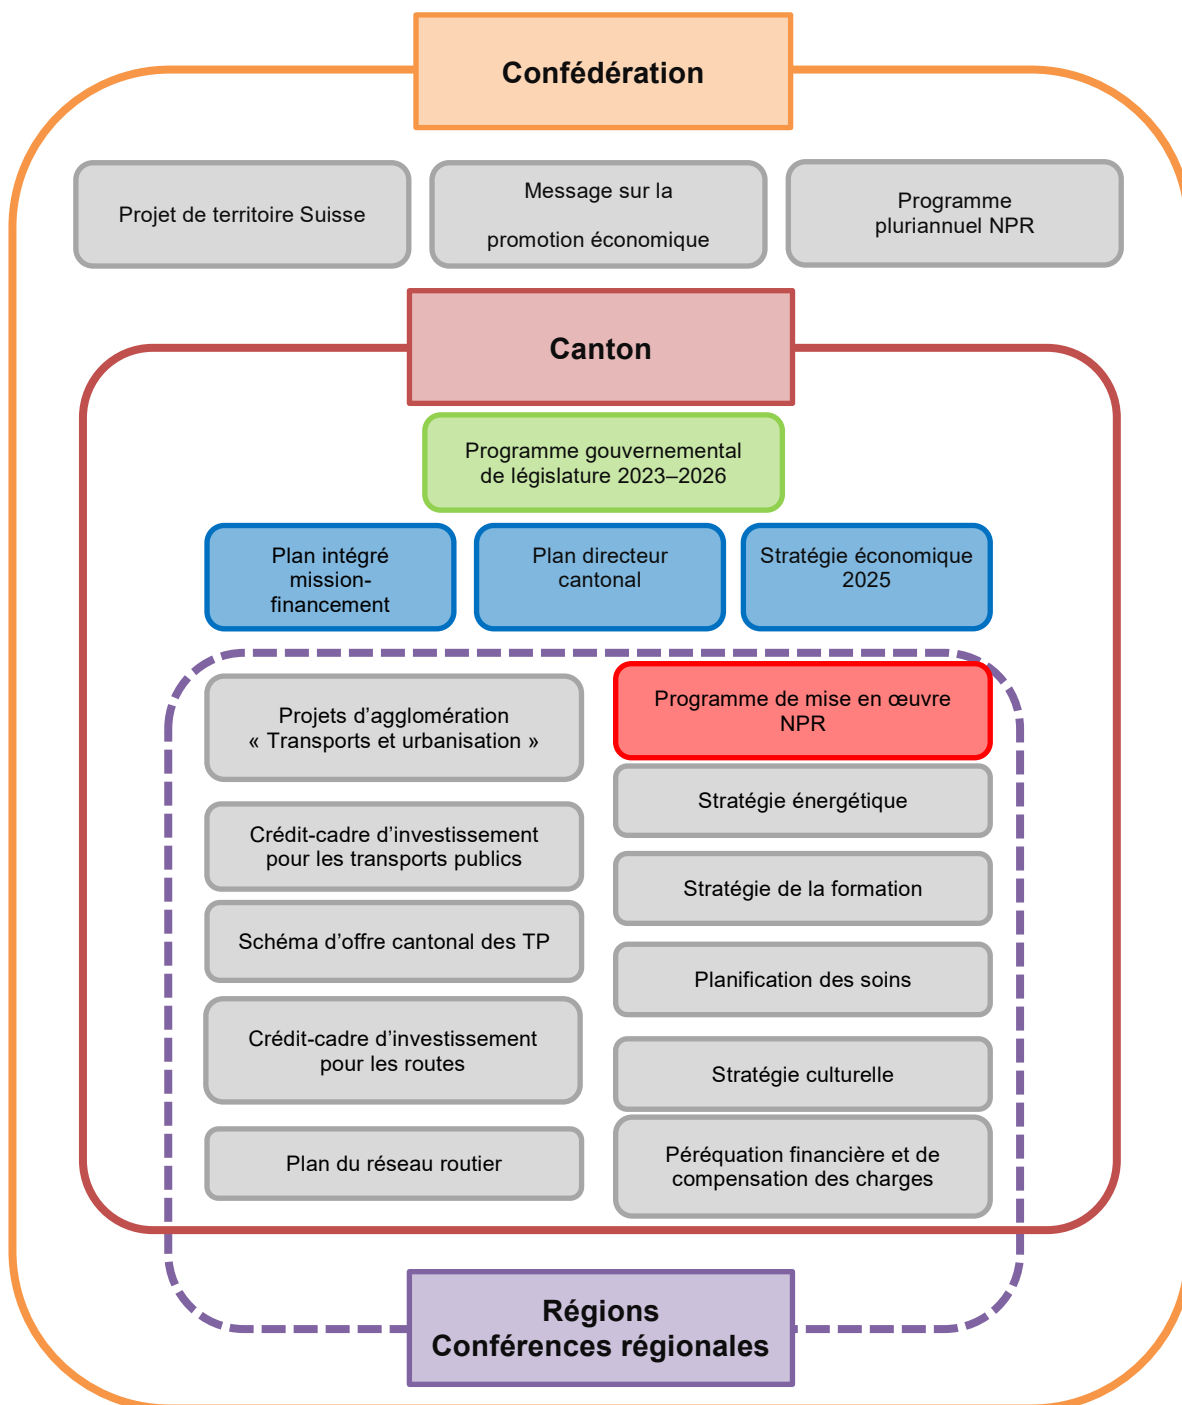 Confédération
Projet de territoire Suisse
Message sur la
promotion économique
Programme
pluriannuel NPR
Canton
Programme gouvernemental
de législature 2023–2026
Plan intégré
mission-
financement
Plan directeur
cantonal
Stratégie économique
2025
Projets d’agglomération
« Transports et urbanisation »
Crédit-cadre d’investissement
pour les transports publics
Schéma d’offre cantonal des TP
Crédit-cadre d’investissement
pour les routes
Plan du réseau routier
Programme de mise en œuvre
NPR
Stratégie énergétique
Stratégie de la formation
Planification des soins
Stratégie culturelle
Péréquation financière et de
compensation des charges
Régions
Conférences régionales